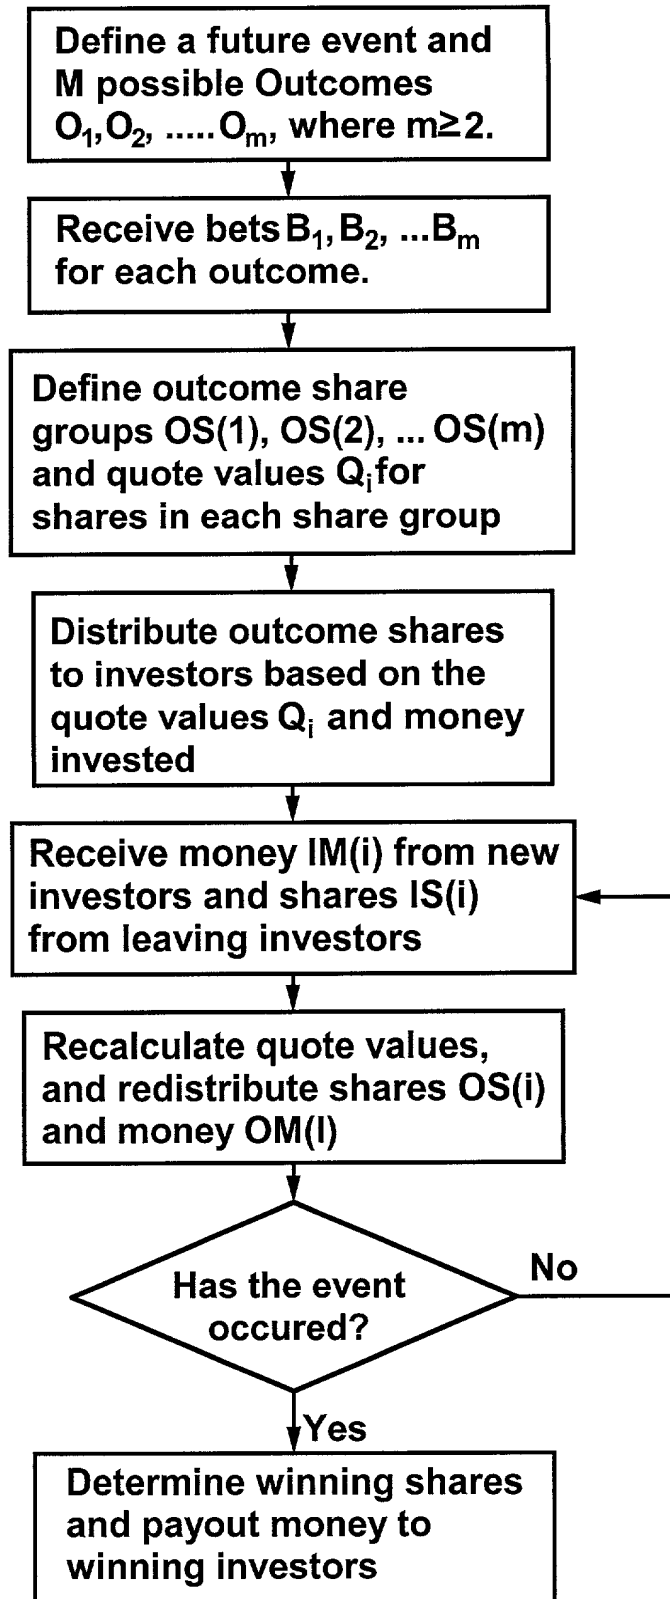 Define a future event and
M possible Outcomes
O₁,O₂, .....Oₘ, where m≥2.
Receive bets B₁,B₂, ...Bₘ
for each outcome.
Define outcome share
groups OS(1), OS(2), ... OS(m)
and quote values Qᵢ for
shares in each share group
Distribute outcome shares
to investors based on the
quote values Qᵢ and money
invested
Receive money IM(i) from new
investors and shares IS(i)
from leaving investors
Recalculate quote values,
and redistribute shares OS(i)
and money OM(I)
Has the event
occured?
No
Yes
Determine winning shares
and payout money to
winning investors